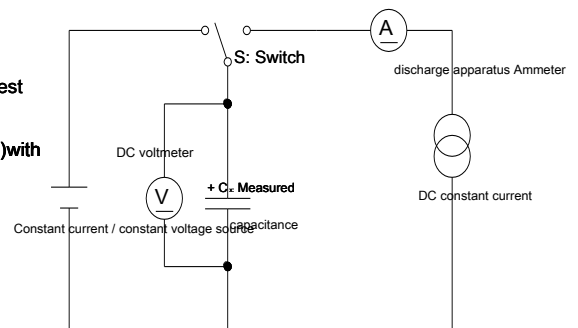 A
S: Switch
discharge apparatus Ammeter
est
)with
DC voltmeter
V
+ Cx Measured
capacitance
DC constant current
Constant current / constant voltage source